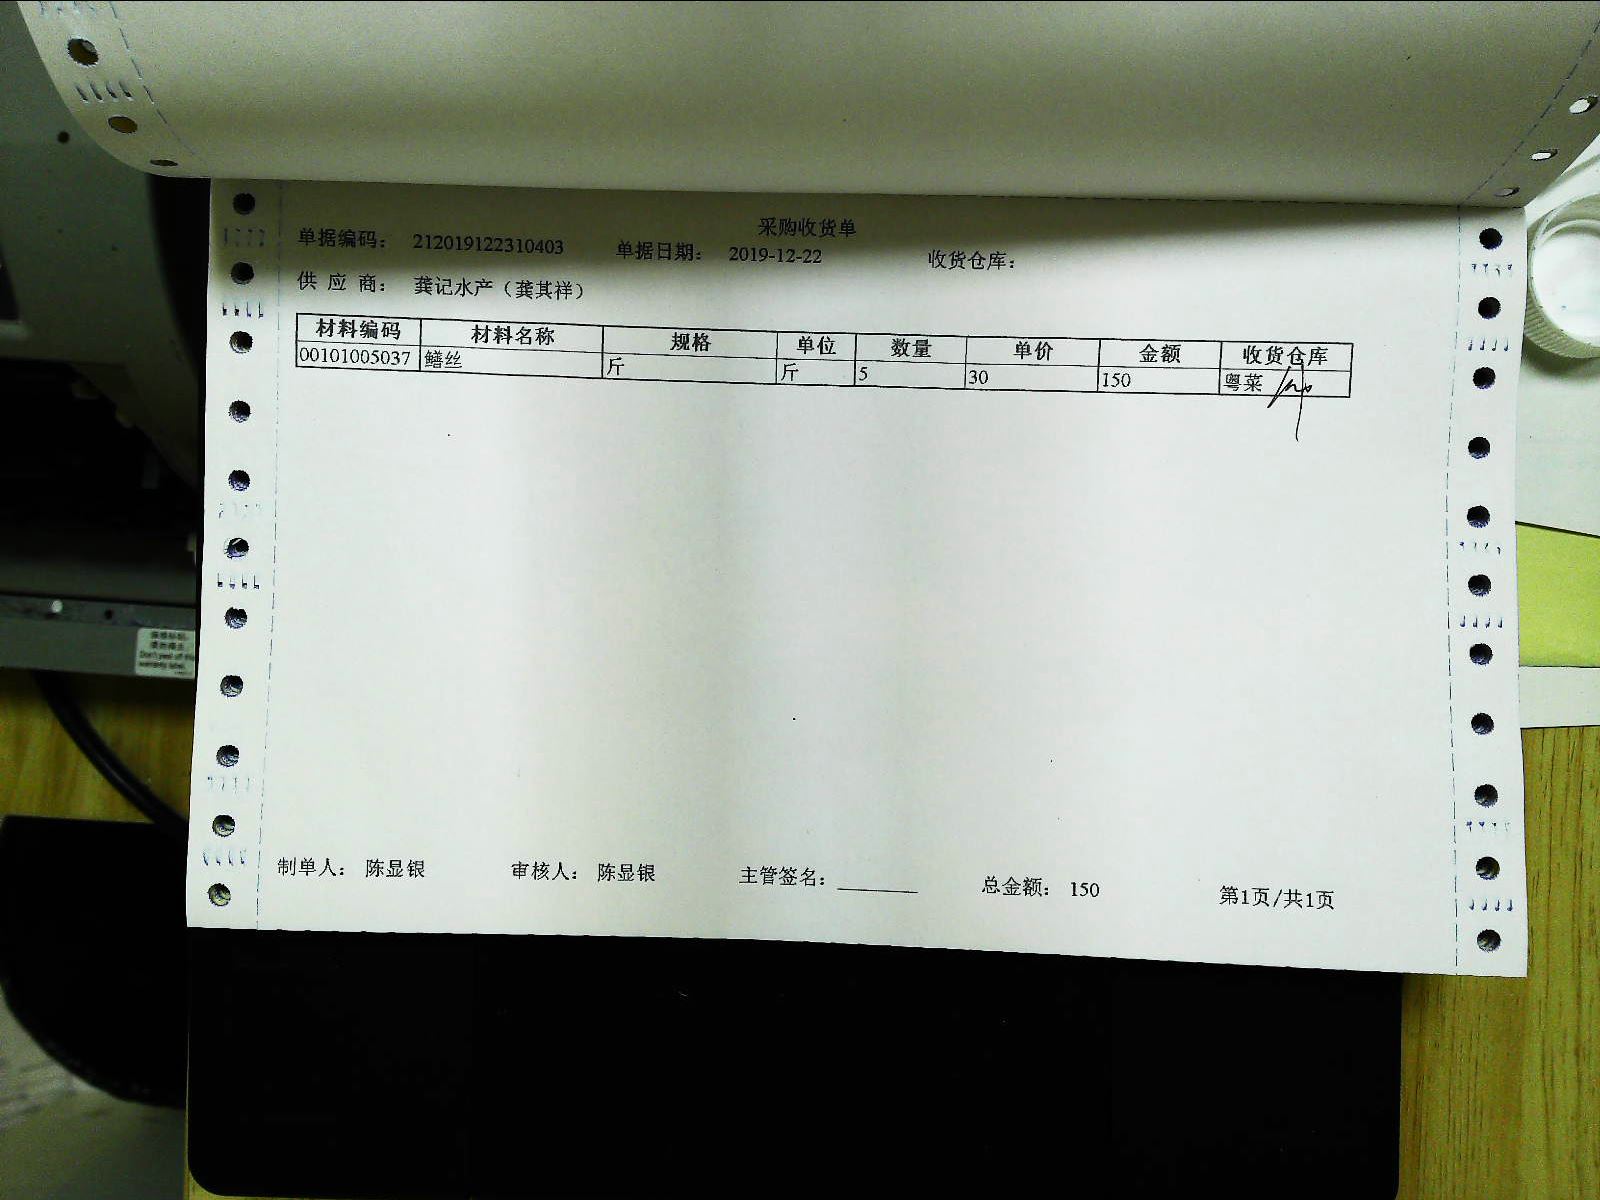 采购收货单
单据编码： 212019122310403 单据日期： 2019-12-22 收货仓库：
供 应 商： 龚记水产（龚其祥）
材料编码 材料名称 规格 单位 数量 单价 金额 收货仓库
00101005037 鳝丝 斤 斤 5 30 150 粤菜
制单人： 陈显银 审核人： 陈显银 主管签名：________ 总金额： 150 第1页/共1页